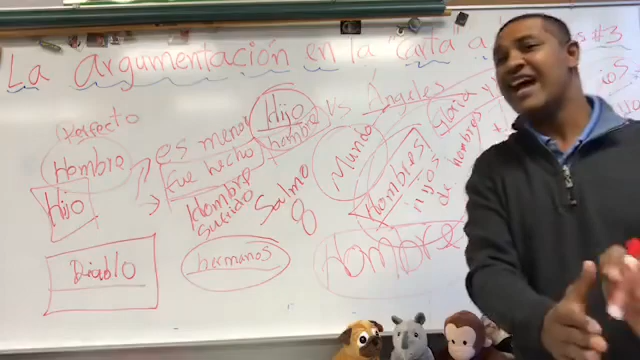 La argumentación en la "carta" a
#3
Perfecto
Hombre
Hijo
es menor
Fue hecho
Hombre
sufrido
Hijo
hombre
vs Ángeles
Salmo
8
Mundo
Hombres
hijos
de hombres
Gloria y
Diablo
hermanos
Hombre